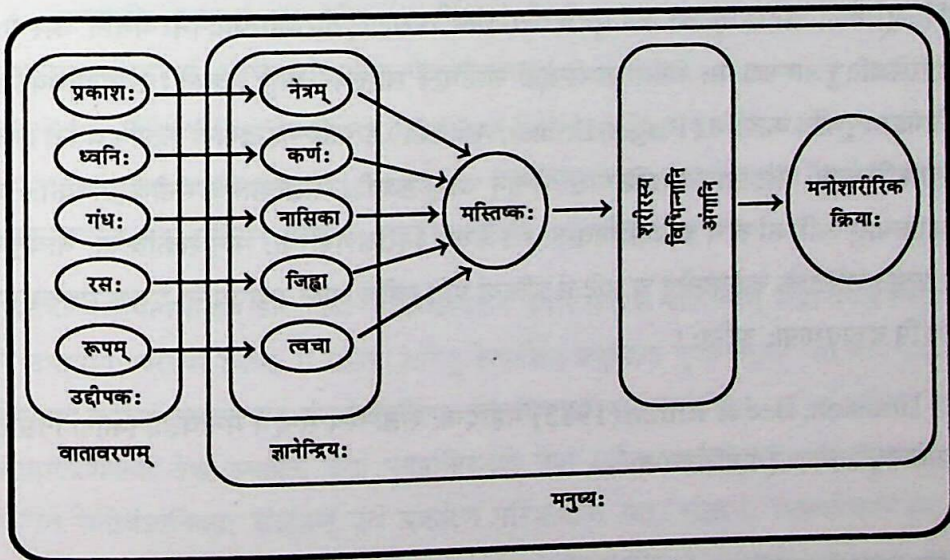 प्रकाश:
ध्वनि:
गंध:
रस:
रूपम्
उद्दीपक:
वातावरणम्
नेत्रम्
कर्ण:
नासिका
जिह्वा
त्वचा
ज्ञानेन्द्रिय:
मस्तिष्क:
शरीरस्य
विभिन्नानि
अंगानि
मनोशारीरिक
क्रिया:
मनुष्य: